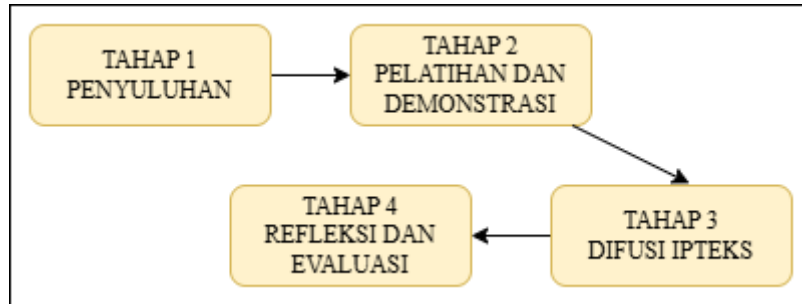 TAHAP 1
PENYULUHAN
TAHAP 2
PELATIHAN DAN
DEMONSTRASI
TAHAP 3
DIFUSI IPTEKS
TAHAP 4
REFLEKSI DAN
EVALUASI